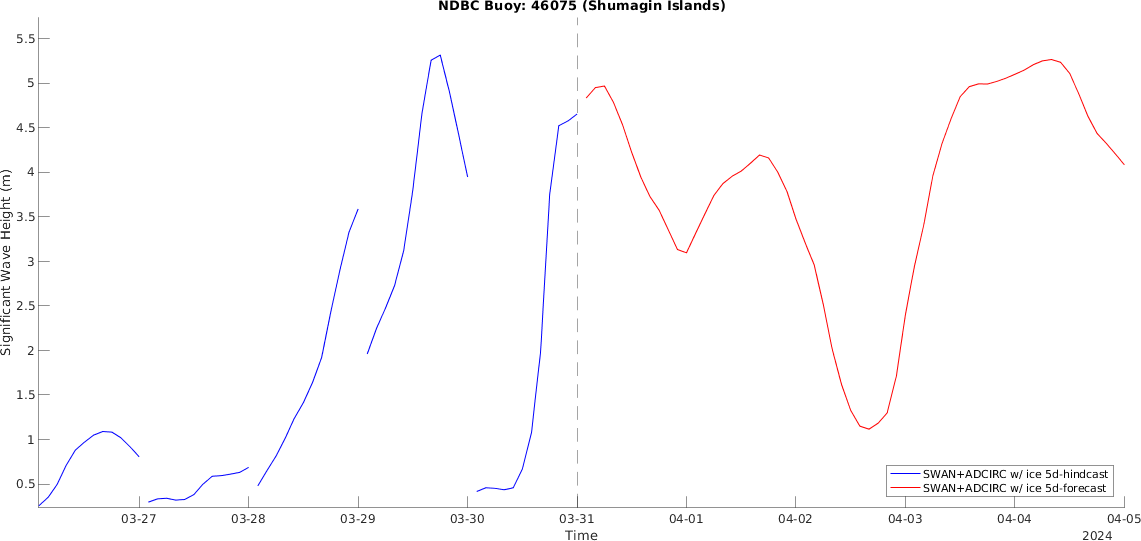 NDBC Buoy: 46075 (Shumagin Islands)
5.5
5
4.5
4
3.5
3
2.5
2
1.5
1
0.5
Significant Wave Height (m)
SWAN+ADCIRC w/ ice 5d-hindcast
SWAN+ADCIRC w/ ice 5d-forecast
03-27 03-28 03-29 03-30 03-31 04-01 04-02 04-03 04-04 04-05
Time
2024